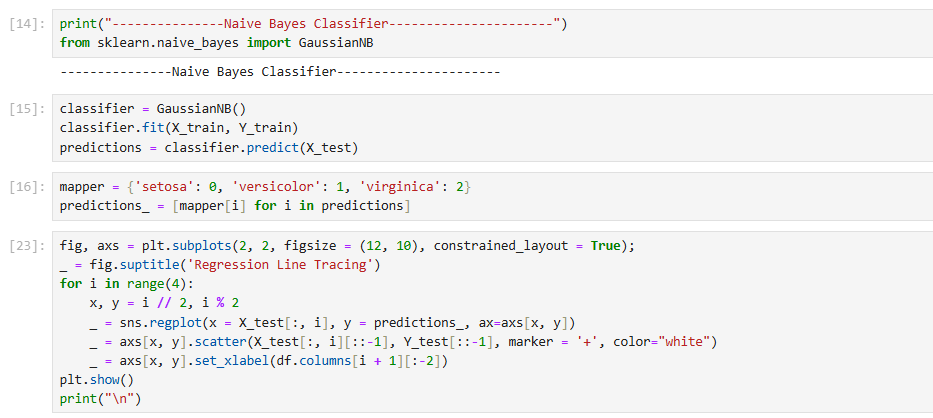 [14]: print("---------------Naive Bayes Classifier----------------------")
from sklearn.naive_bayes import GaussianNB
---------------Naive Bayes Classifier----------------------
[15]: classifier = GaussianNB()
classifier.fit(X_train, Y_train)
predictions = classifier.predict(X_test)
[16]: mapper = {'setosa': 0, 'versicolor': 1, 'virginica': 2}
predictions_ = [mapper[i] for i in predictions]
[23]: fig, axs = plt.subplots(2, 2, figsize = (12, 10), constrained_layout = True);
_ = fig.suptitle('Regression Line Tracing')
for i in range(4):
    x, y = i // 2, i % 2
    _ = sns.regplot(x = X_test[:, i], y = predictions_, ax=axs[x, y])
    _ = axs[x, y].scatter(X_test[:, i][::-1], Y_test[::-1], marker = '+', color="white")
    _ = axs[x, y].set_xlabel(df.columns[i + 1][:-2])
plt.show()
print("\n")